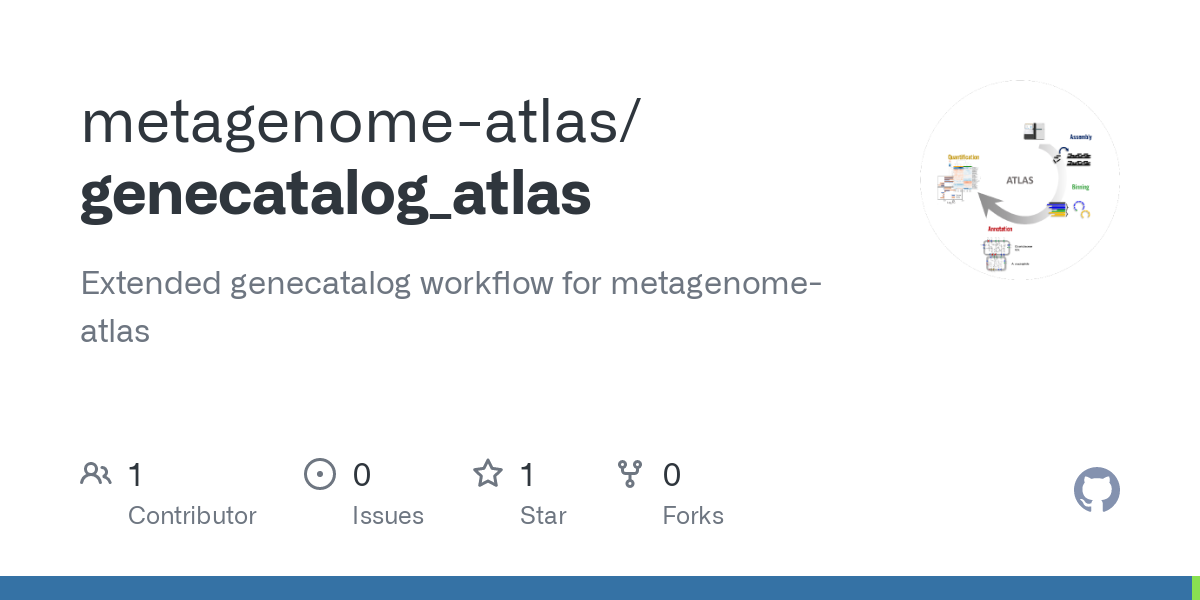 metagenome-atlas/
genecatalog_atlas
Extended genecatalog workflow for metagenome-
atlas
1
Contributor
0
Issues
1
Star
0
Forks
Assembly
Quantification
ATLAS
Binning
Annotation